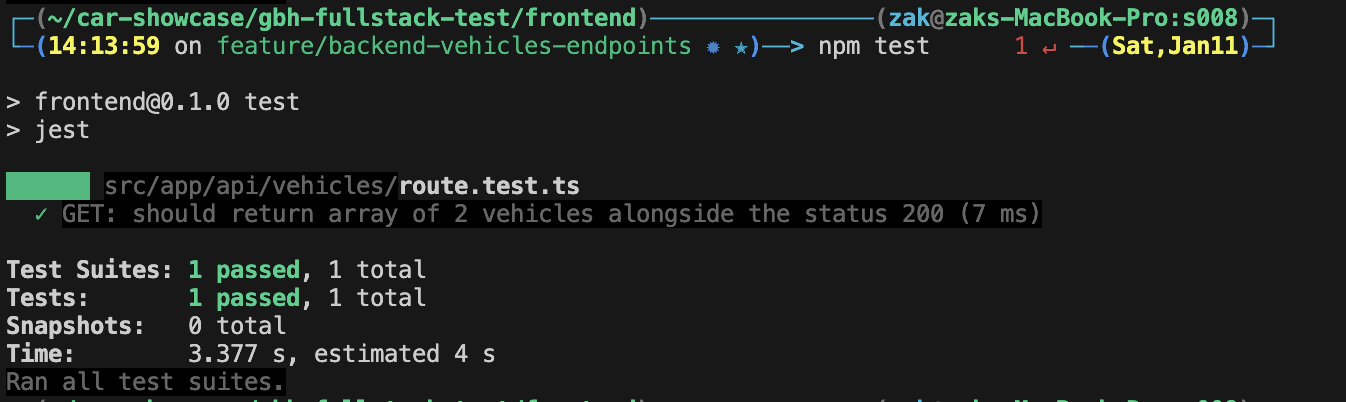 (~/car-showcase/gbh-fullstack-test/frontend) (zak@zaks-MacBook-Pro:s008)
(14:13:59 on feature/backend-vehicles-endpoints ✹ ★)—> npm test 1 ↵ —(Sat,Jan11)
> frontend@0.1.0 test
> jest
src/app/api/vehicles/route.test.ts
✓ GET: should return array of 2 vehicles alongside the status 200 (7 ms)
Test Suites: 1 passed, 1 total
Tests: 1 passed, 1 total
Snapshots: 0 total
Time: 3.377 s, estimated 4 s
Ran all test suites.